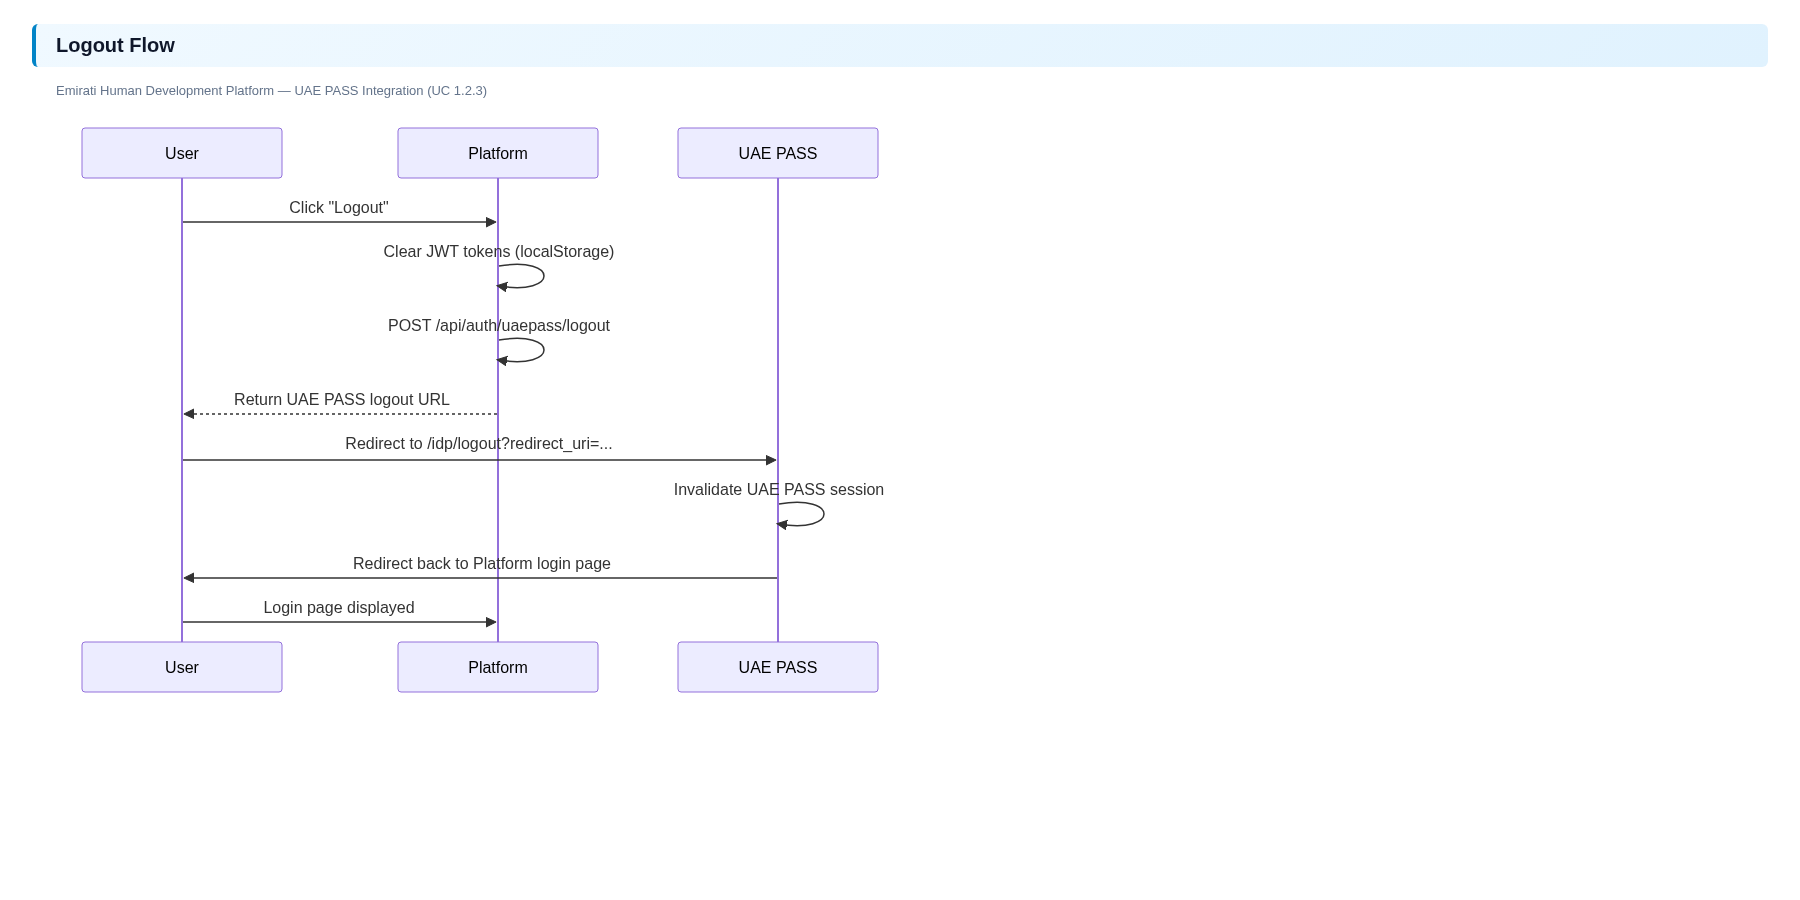 Logout Flow
Emirati Human Development Platform — UAE PASS Integration (UC 1.2.3)
User
Platform
UAE PASS
Click "Logout"
Clear JWT tokens (localStorage)
POST /api/auth/uaepass/logout
Return UAE PASS logout URL
Redirect to /idp/logout?redirect_uri=...
Invalidate UAE PASS session
Redirect back to Platform login page
Login page displayed
User
Platform
UAE PASS